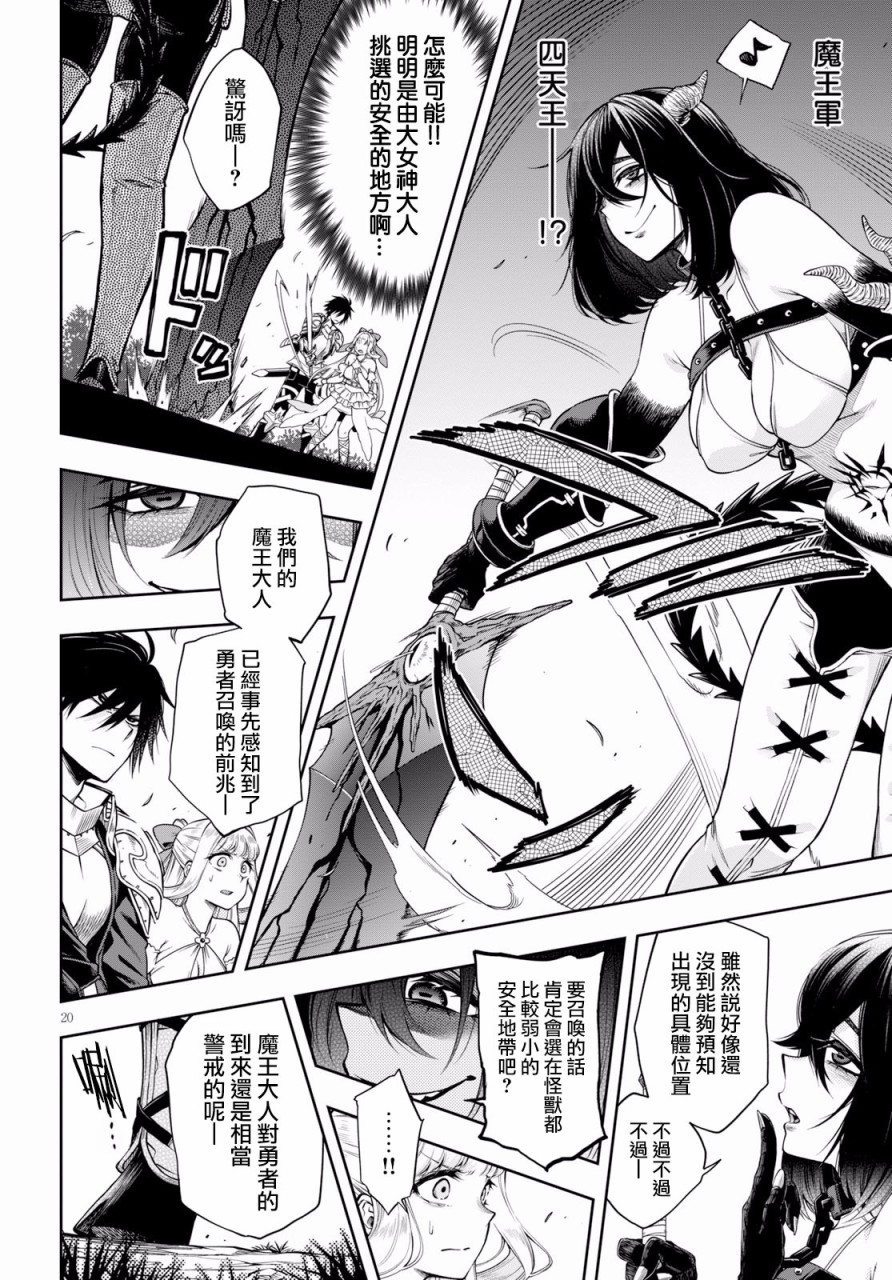 魔王軍
四天王——!?
怎麼可能!!
明明是由大女神大人
挑選的安全的地方啊…
驚訝嗎—?
ドドド
我們的
魔王大人
已經事先感知到了
勇者召喚的前兆—
雖然説好像還
沒到能夠預知
出現的具體位置
不過不過
不過—
要召喚的話
肯定會選在怪獸都
比較弱小的
安全地帶吧?
……!!
魔王大人對勇者的
到來還是相當
警戒的呢—
20